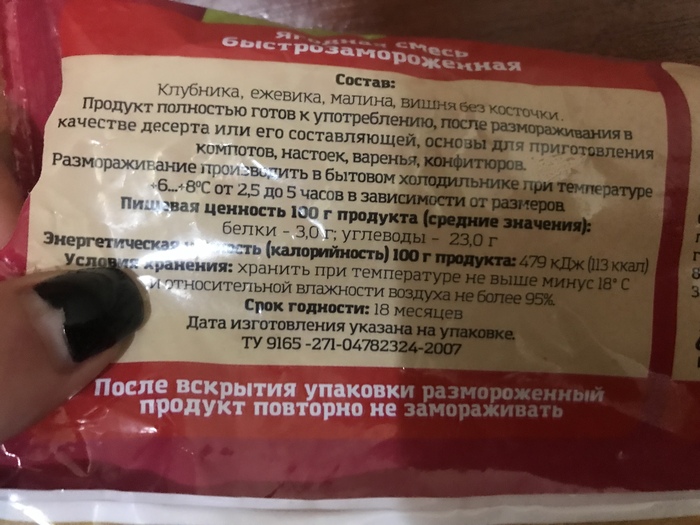 Ягодная смесь
быстрозамороженная
Состав:
Клубника, ежевика, малина, вишня без косточки.
Продукт полностью готов к употреблению, после размораживания в
качестве десерта или его составляющей, основы для приготовления
компотов, настоек, варенья, конфитюров.
Размораживание производить в бытовом холодильнике при температуре
+6...+8°С от 2,5 до 5 часов в зависимости от размеров
Пищевая ценность 100 г продукта (средние значения):
белки - 3,0 г; углеводы - 23,0 г
Энергетическая ценность (калорийность) 100 г продукта: 479 кДж (113 ккал)
Условия хранения: хранить при температуре не выше минус 18° С
и относительной влажности воздуха не более 95%.
Срок годности: 18 месяцев
Дата изготовления указана на упаковке.
ТУ 9165 -271-04782324-2007
После вскрытия упаковки размороженный
продукт повторно не замораживать